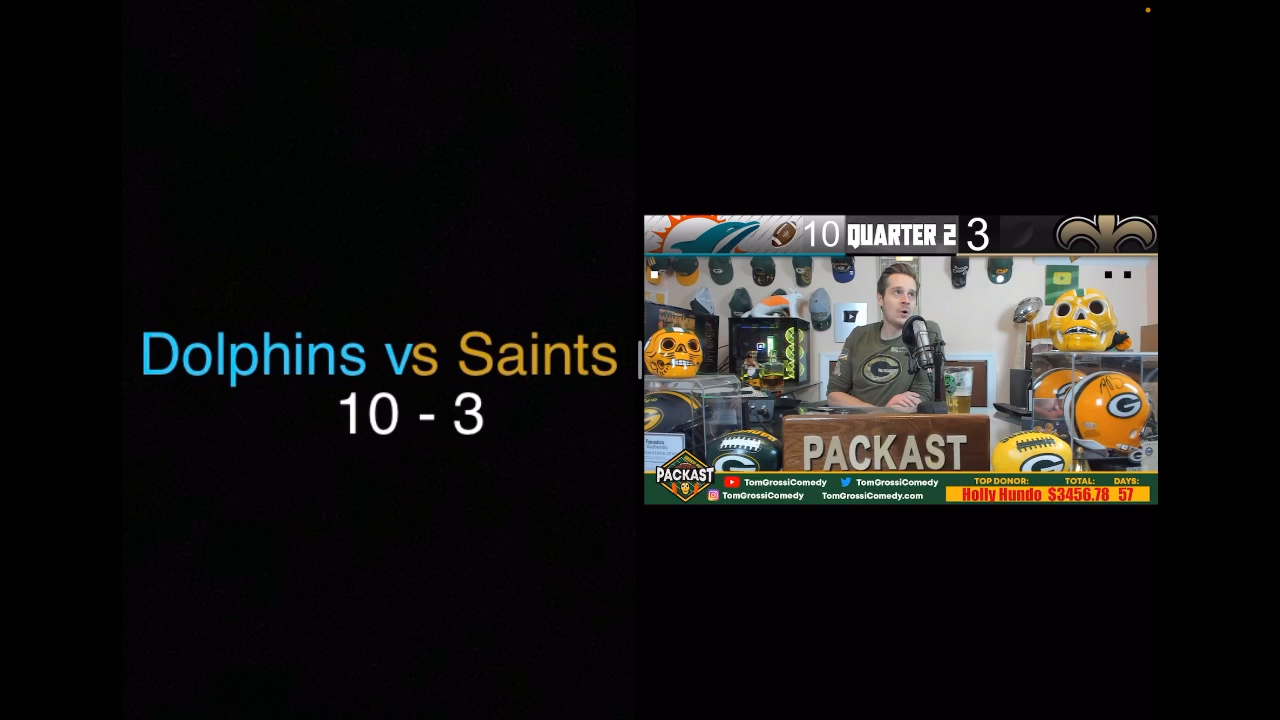 Dolphins vs Saints
10 - 3
10 QUARTER 2 3
PACKAST
PACKAST
TomGrossiComedy TomGrossiComedy
TomGrossiComedy TomGrossiComedy.com
TOP DONOR: TOTAL: DAYS:
Holly Hundo $3456.78 57